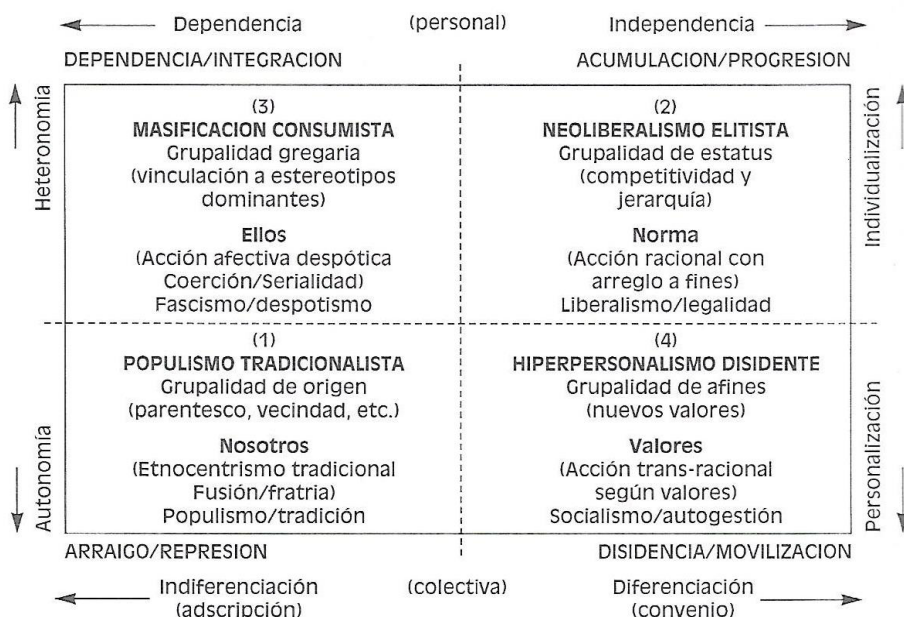 Dependencia (personal) Independencia
DEPENDENCIA/INTEGRACION ACUMULACION/PROGRESION
Heteronomía
(3)
MASIFICACION CONSUMISTA
Grupalidad gregaria
(vinculación a estereotipos
dominantes)
Ellos
(Acción afectiva despótica
Coerción/Serialidad)
Fascismo/despotismo
(2)
NEOLIBERALISMO ELITISTA
Grupalidad de estatus
(competitividad y
jerarquía)
Norma
(Acción racional con
arreglo a fines)
Liberalismo/legalidad
Individualización
Autonomía
(1)
POPULISMO TRADICIONALISTA
Grupalidad de origen
(parentesco, vecindad, etc.)
Nosotros
(Etnocentrismo tradicional
Fusión/fratria)
Populismo/tradición
(4)
HIPERPERSONALISMO DISIDENTE
Grupalidad de afines
(nuevos valores)
Valores
(Acción trans-racional
según valores)
Socialismo/autogestión
Personalización
ARRAIGO/REPRESION DISIDENCIA/MOVILIZACION
Indiferenciación (colectiva) Diferenciación
(adscripción) (convenio)